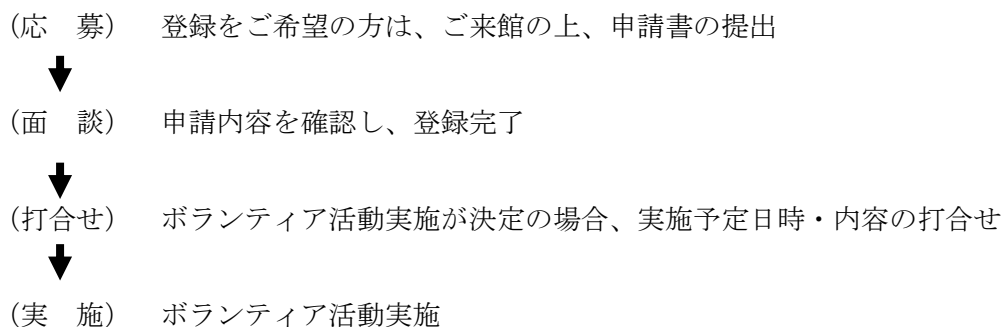 (応　募)　登録をご希望の方は、ご来館の上、申請書の提出
(面　談)　申請内容を確認し、登録完了
(打合せ)　ボランティア活動実施が決定の場合、実施予定日時・内容の打合せ
(実　施)　ボランティア活動実施